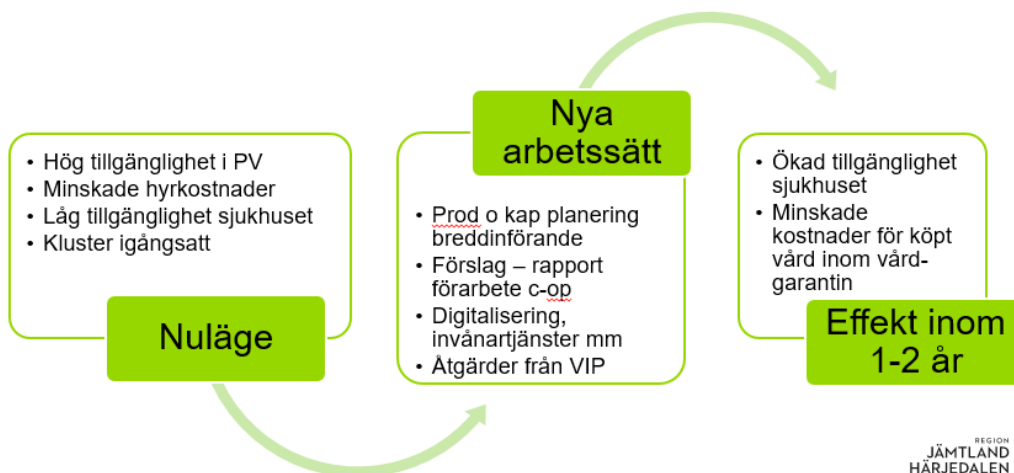 • Hög tillgänglighet i PV
• Minskade hyrkostnader
• Låg tillgänglighet sjukhuset
• Kluster igångsatt
Nuläge
Nya
arbetssätt
• Prod o kap planering
breddinförande
• Förslag – rapport
förarbete c-op
• Digitalisering,
invånartjänster mm
• Åtgärder från VIP
• Ökad tillgänglighet
sjukhuset
• Minskade
kostnader för köpt
vård inom vård-
garantin
Effekt inom
1-2 år
REGION
JÄMTLAND
HÄRJEDALEN